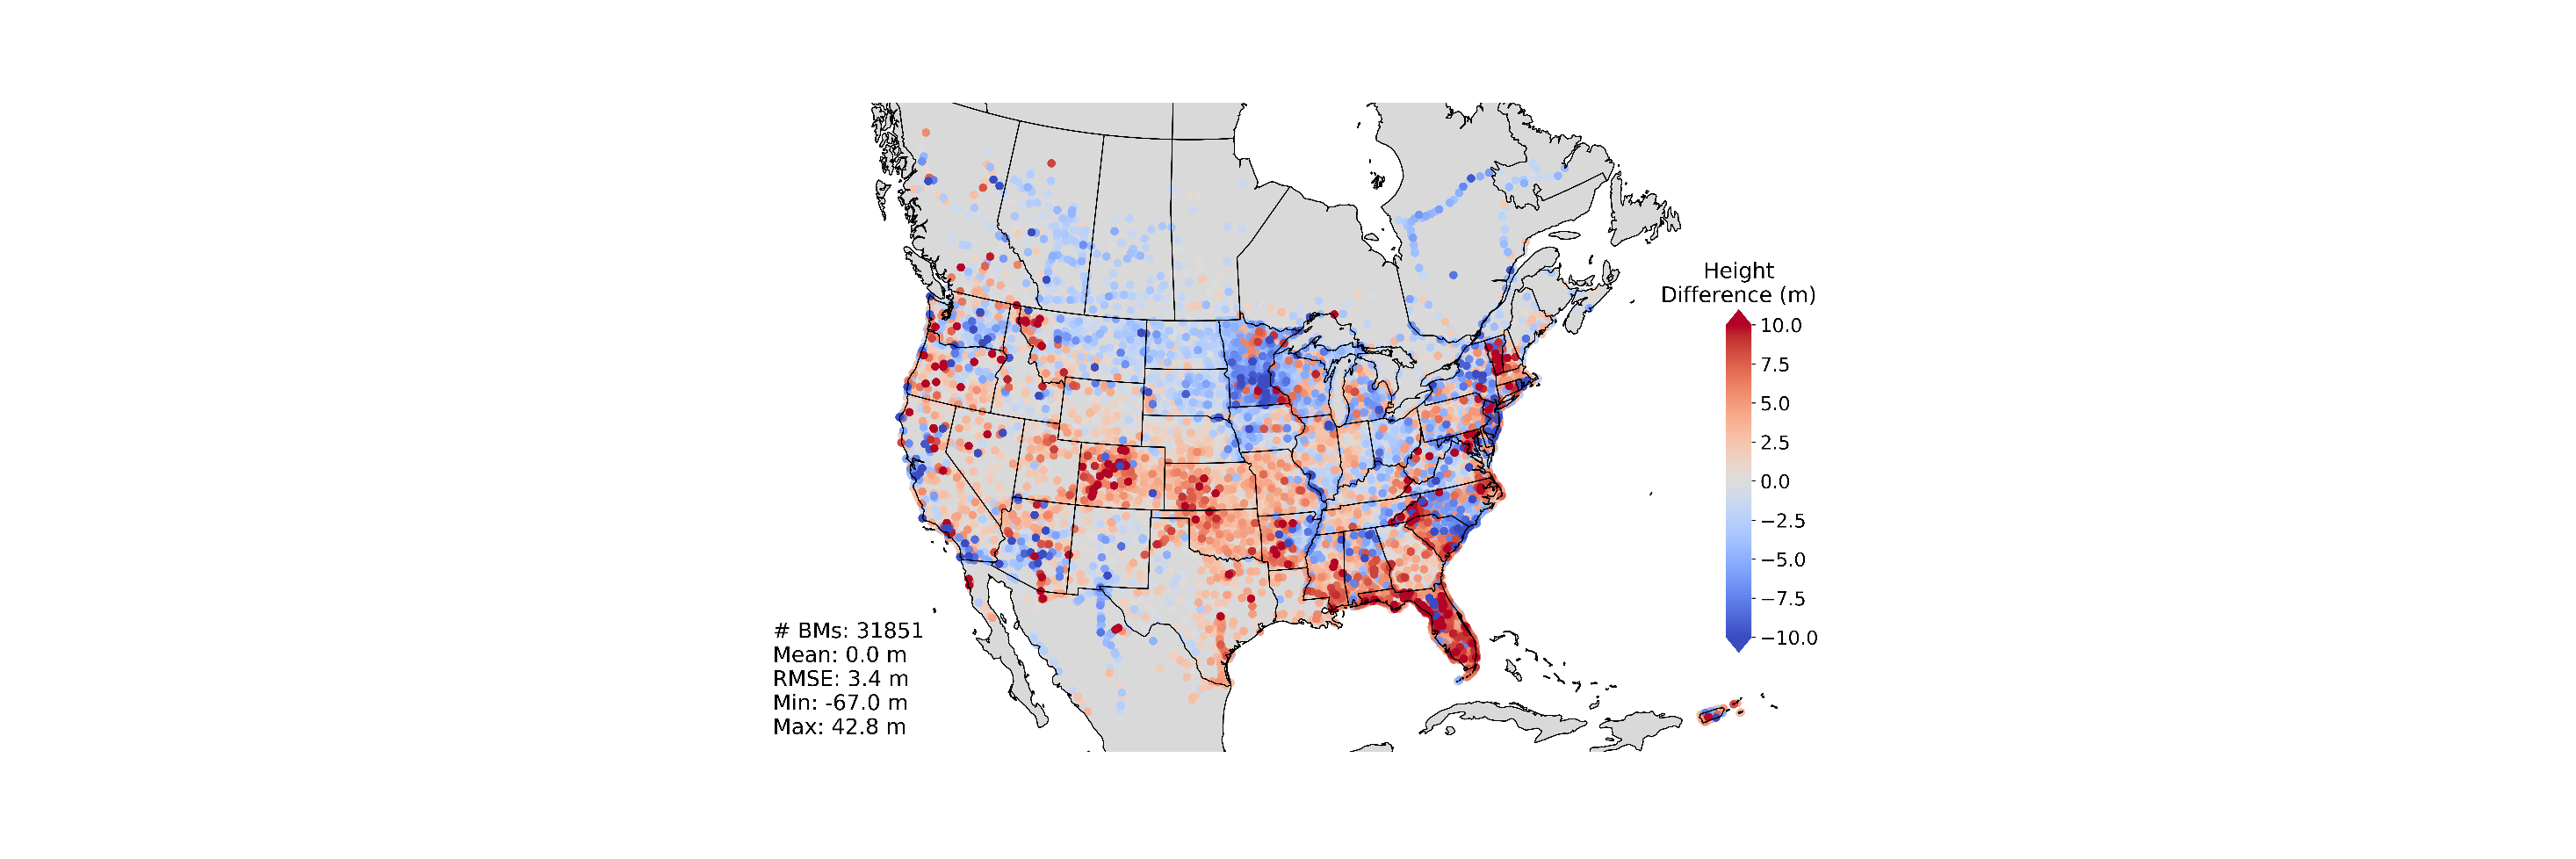 Height
Difference (m)
10.0
7.5
5.0
2.5
0.0
−2.5
−5.0
−7.5
−10.0
# BMs: 31851
Mean: 0.0 m
RMSE: 3.4 m
Min: -67.0 m
Max: 42.8 m